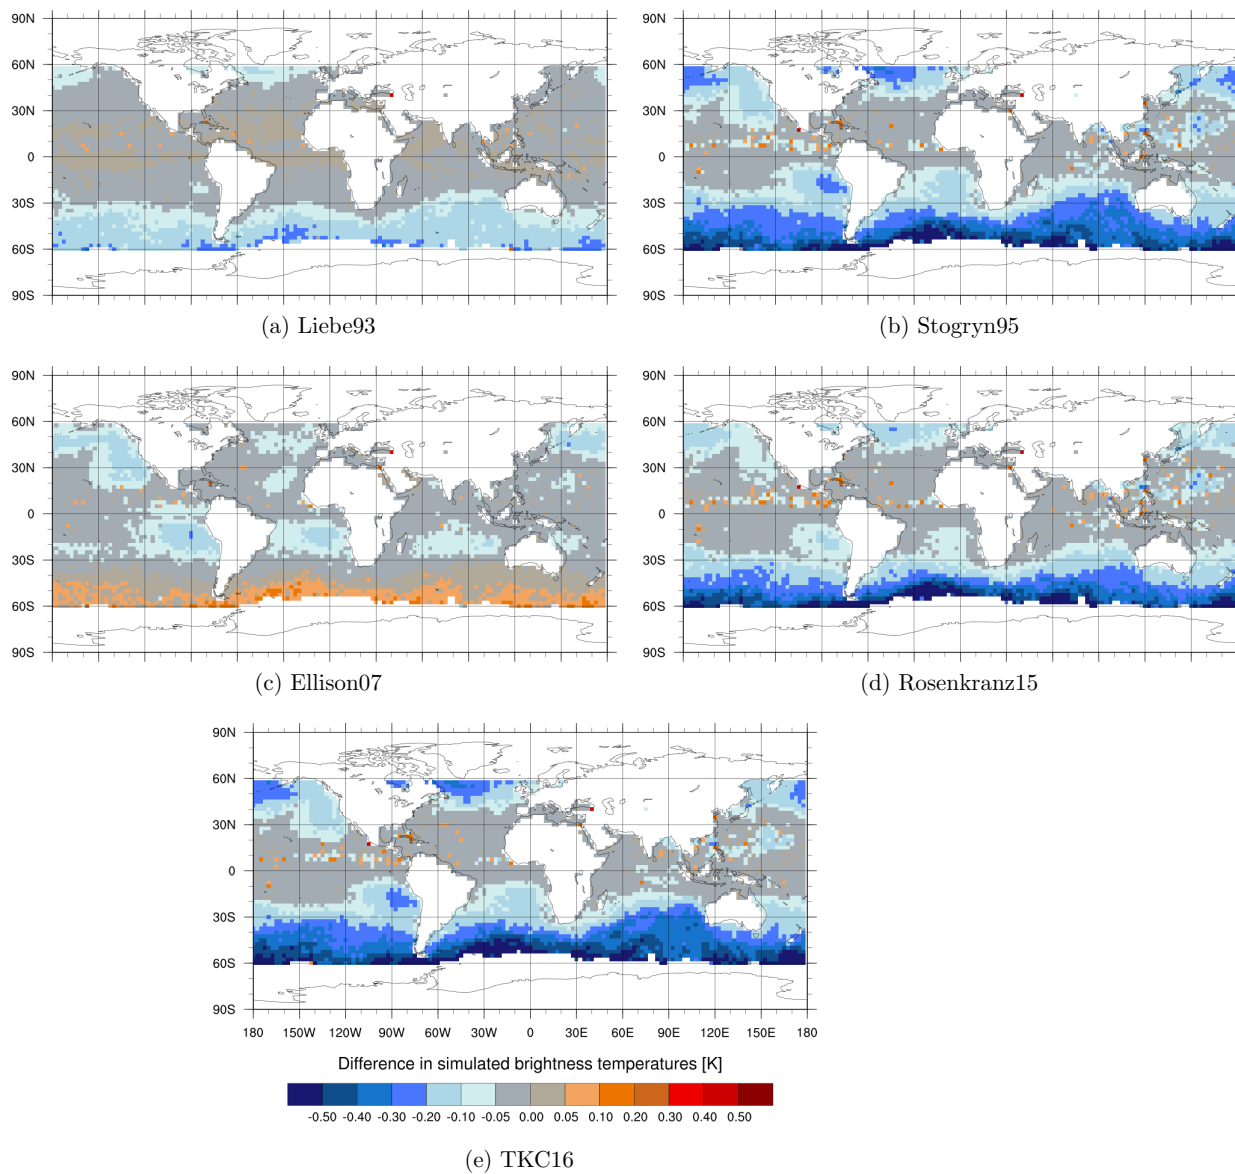 90N
60N
30N
0
30S
60S
90S
(a) Liebe93
90N
60N
30N
0
30S
60S
90S
(b) Stogryn95
90N
60N
30N
0
30S
60S
90S
(c) Ellison07
90N
60N
30N
0
30S
60S
90S
(d) Rosenkranz15
90N
60N
30N
0
30S
60S
90S
180 150W 120W 90W 60W 30W 0 30E 60E 90E 120E 150E 180
Difference in simulated brightness temperatures [K]
-0.50 -0.40 -0.30 -0.20 -0.10 -0.05 0.00 0.05 0.10 0.20 0.30 0.40 0.50
(e) TKC16